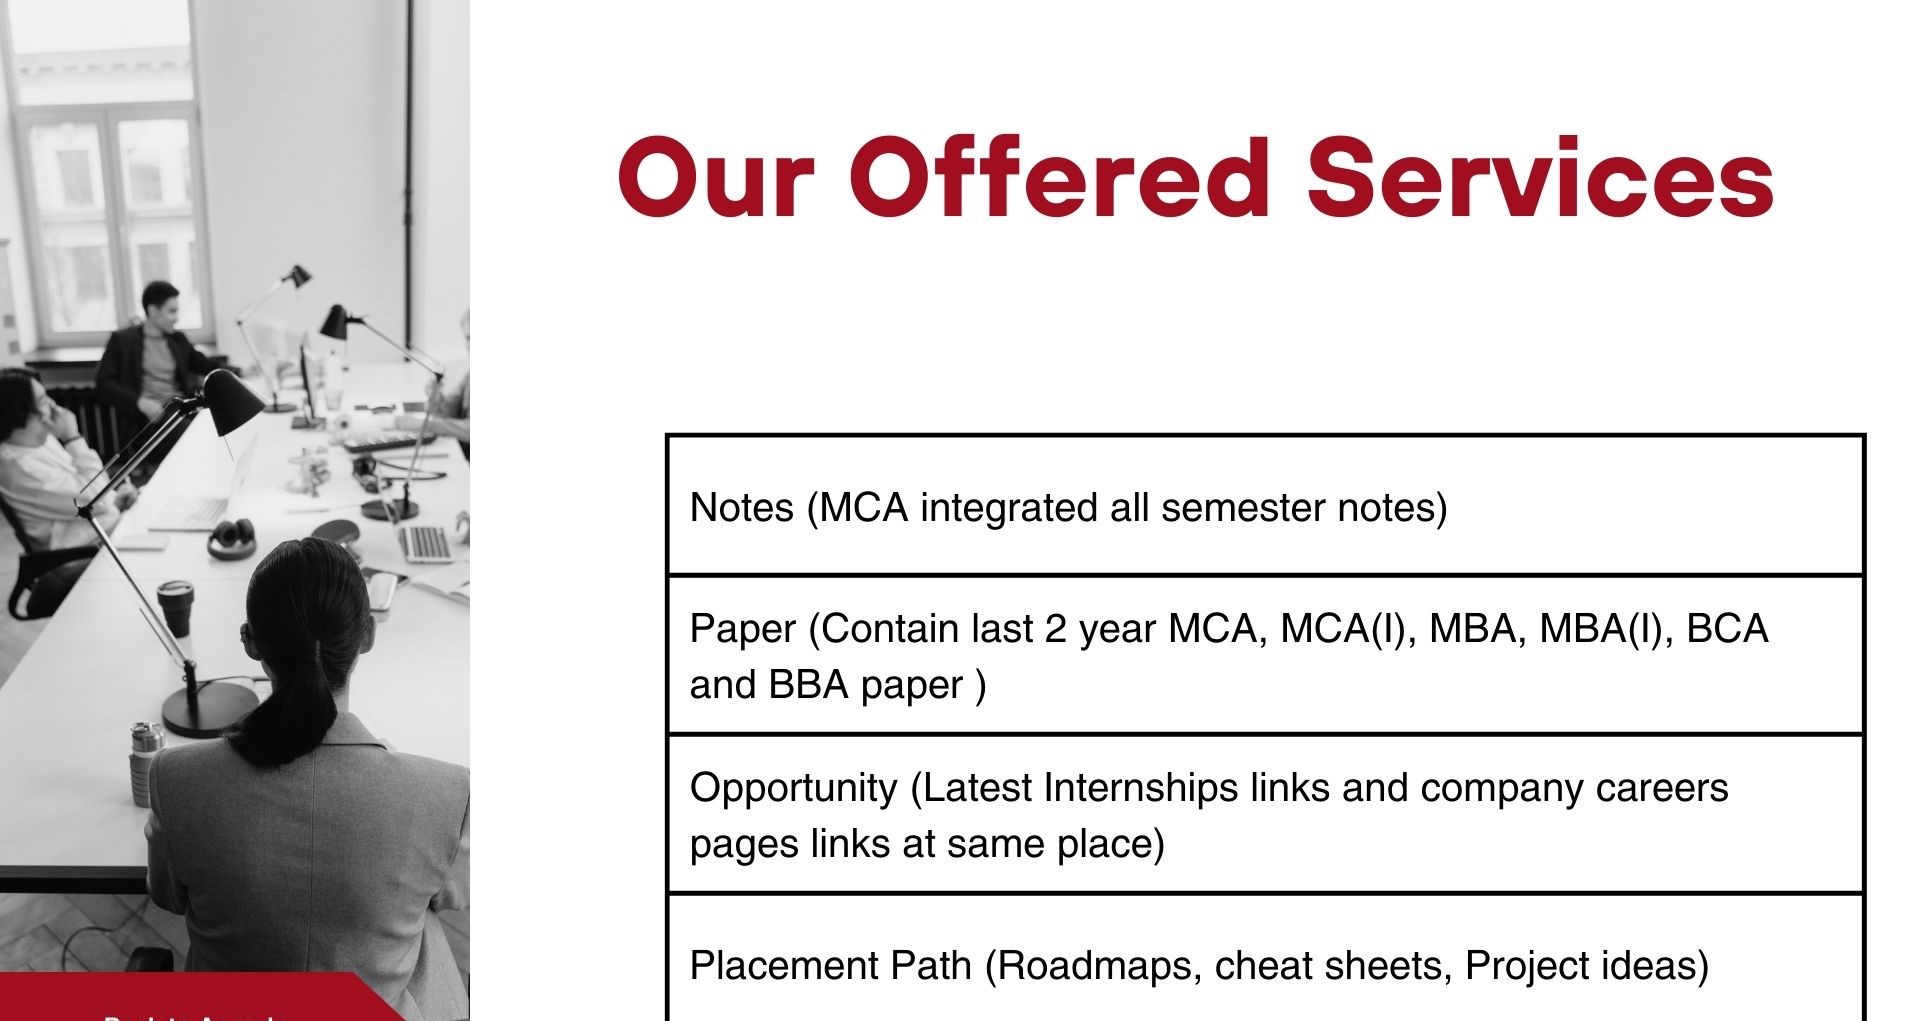 Our Offered Services
Notes (MCA integrated all semester notes)
Paper (Contain last 2 year MCA, MCA(I), MBA, MBA(I), BCA
and BBA paper )
Opportunity (Latest Internships links and company careers
pages links at same place)
Placement Path (Roadmaps, cheat sheets, Project ideas)